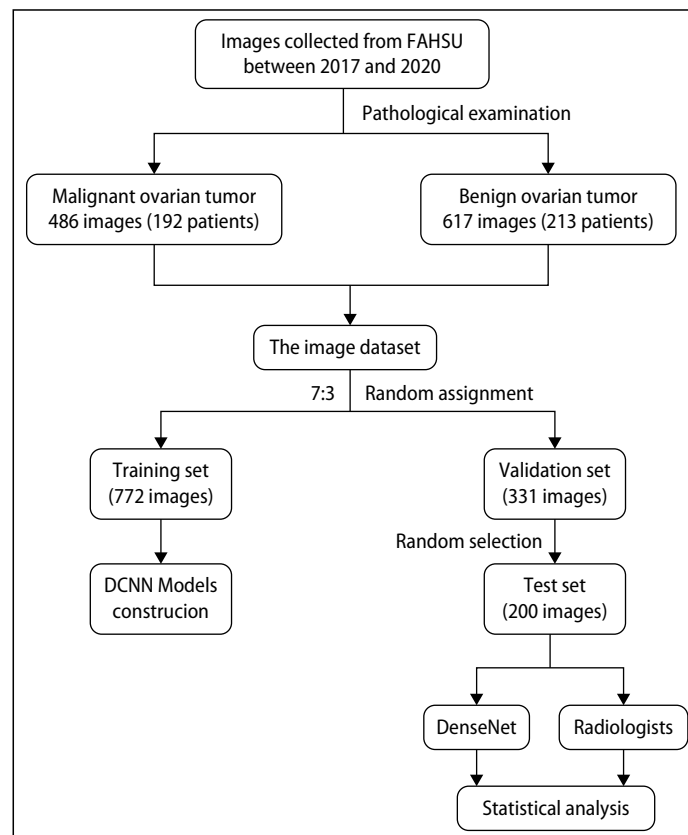 Images collected from FAHSU
between 2017 and 2020
Pathological examination
Malignant ovarian tumor
486 images (192 patients)
Benign ovarian tumor
617 images (213 patients)
The image dataset
7:3
Random assignment
Training set
(772 images)
Validation set
(331 images)
Random selection
DCNN Models
construcion
Test set
(200 images)
DenseNet
Radiologists
Statistical analysis